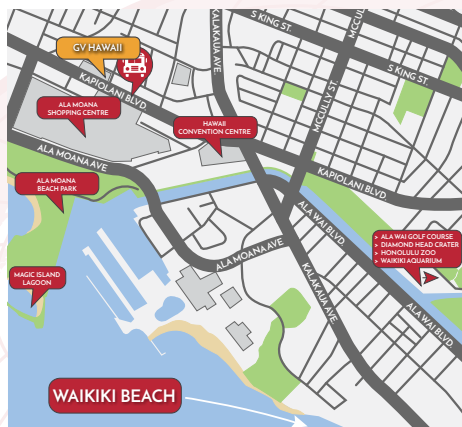 KALAKAUA AVE.
S KING ST.
MCCULLY ST.
GV HAWAII
S KING ST.
KAPIOLANI BLVD.
ALA MOANA
SHOPPING CENTRE
HAWAII
CONVENTION CENTRE
MCCULLY ST.
ALA MOANA AVE
KAPIOLANI BLVD.
ALA MOANA
BEACH PARK
ALA WAI BLVD.
> ALA WAI GOLF COURSE
> DIAMOND HEAD CRATER
> HONOLULU ZOO
> WAIKIKI AQUARIUM
ALA MOANA AVE
MAGIC ISLAND
LAGOON
KALAKAUA AVE.
ALA WAI BLVD.
WAIKIKI BEACH